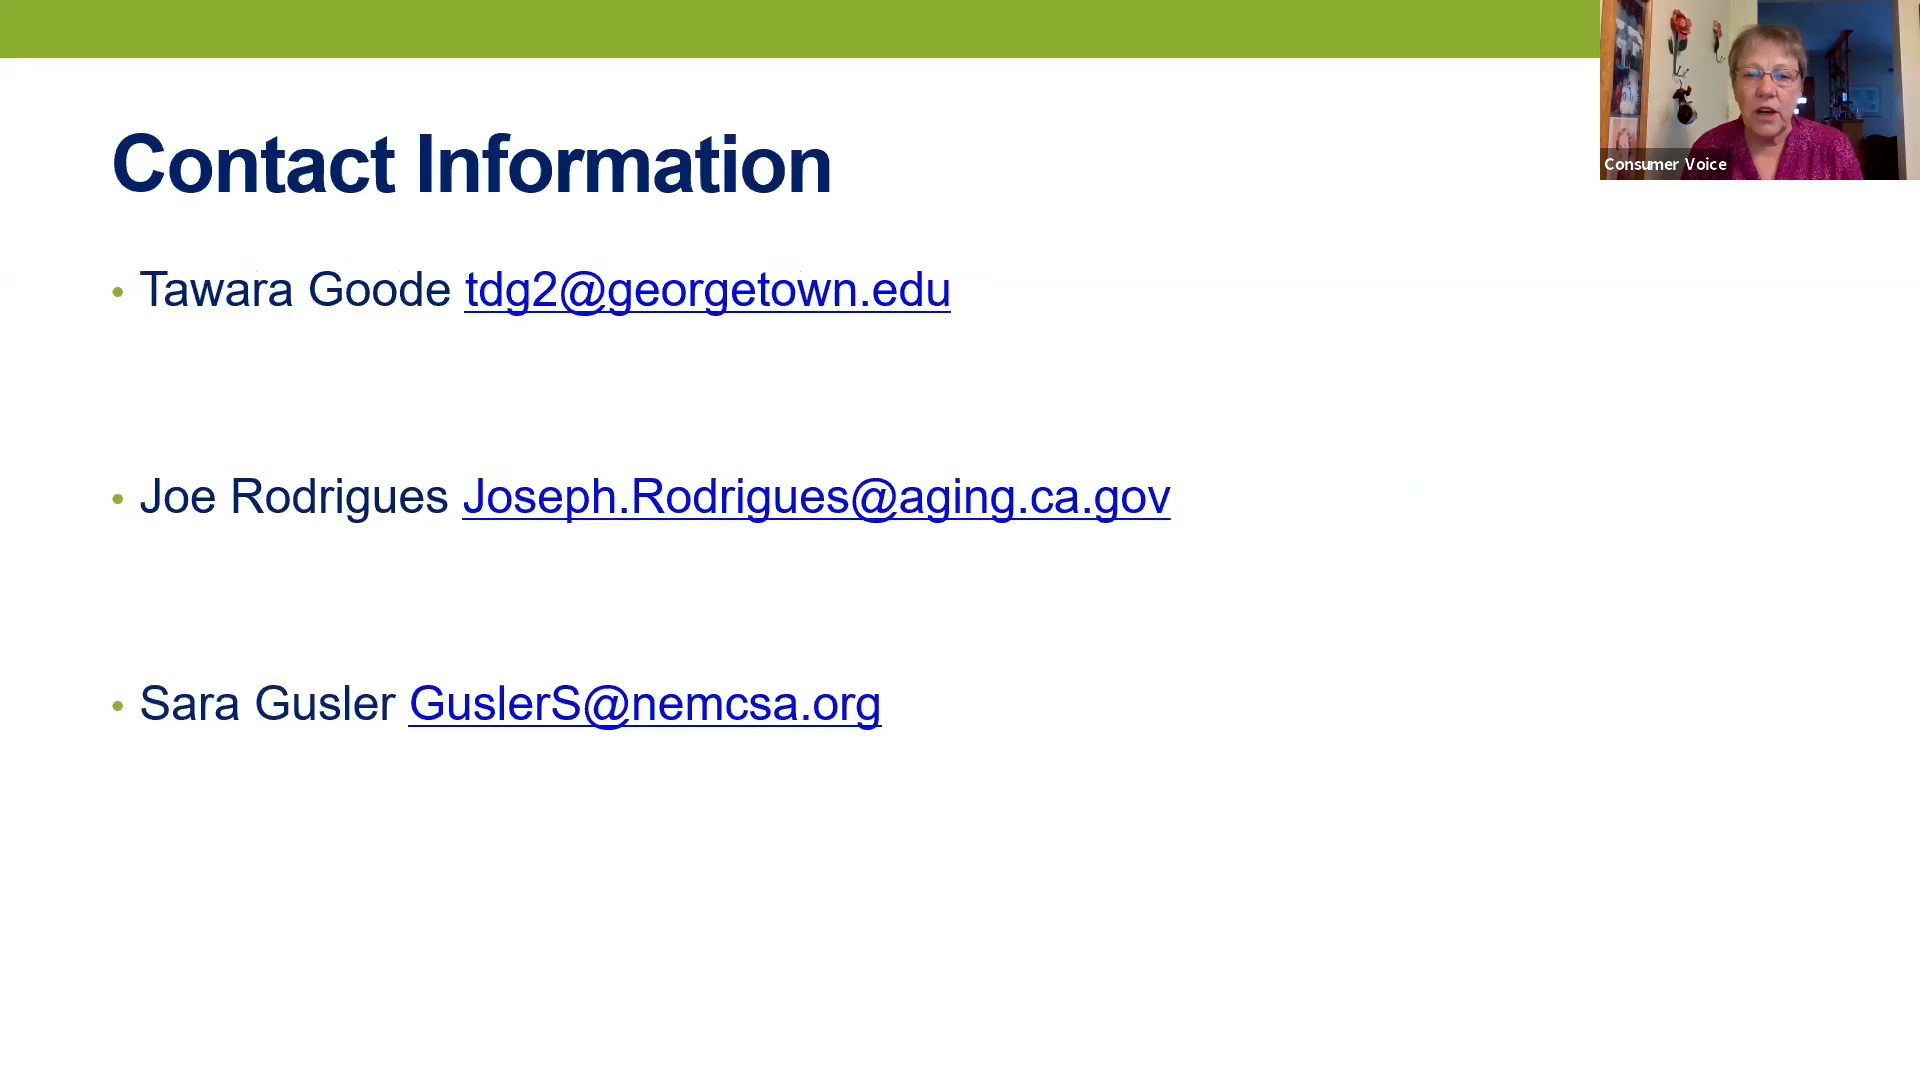 Consumer Voice
Contact Information
• Tawara Goode tdg2@georgetown.edu
• Joe Rodrigues Joseph.Rodrigues@aging.ca.gov
• Sara Gusler GuslerS@nemcsa.org